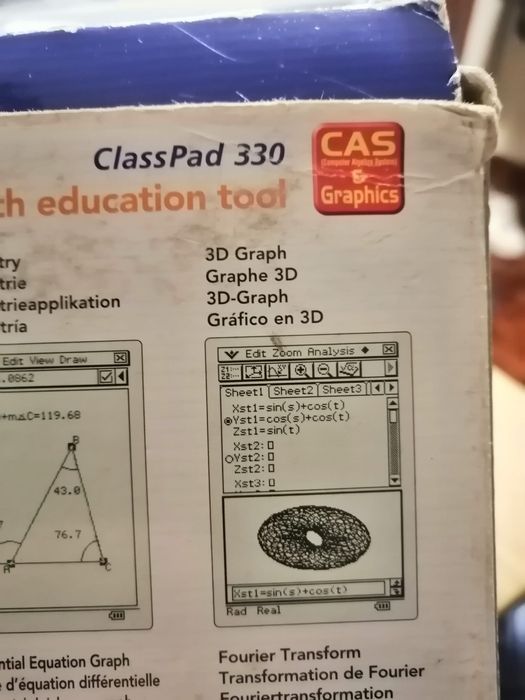 ClassPad 330
th education tool
CAS
(Computer Algebra System)
&
Graphics
try
trie
trieapplikation
tría
3D Graph
Graphe 3D
3D-Graph
Gráfico en 3D
Edit View Draw
.0862
+m∆C=119.68
B
43.0
76.7
A
C
Edit Zoom Analysis
Sheet1 Sheet2 Sheet3
Xst1=sin(s)+cos(t)
Yst1=cos(s)+cos(t)
Zst1=sin(t)
Xst2:
Yst2:
Zst2:
Xst3:
Xst1=sin(s)+cos(t)
Rad Real
ntial Equation Graph
e d'équation différentielle
Fourier Transform
Transformation de Fourier
Fouriertransformation